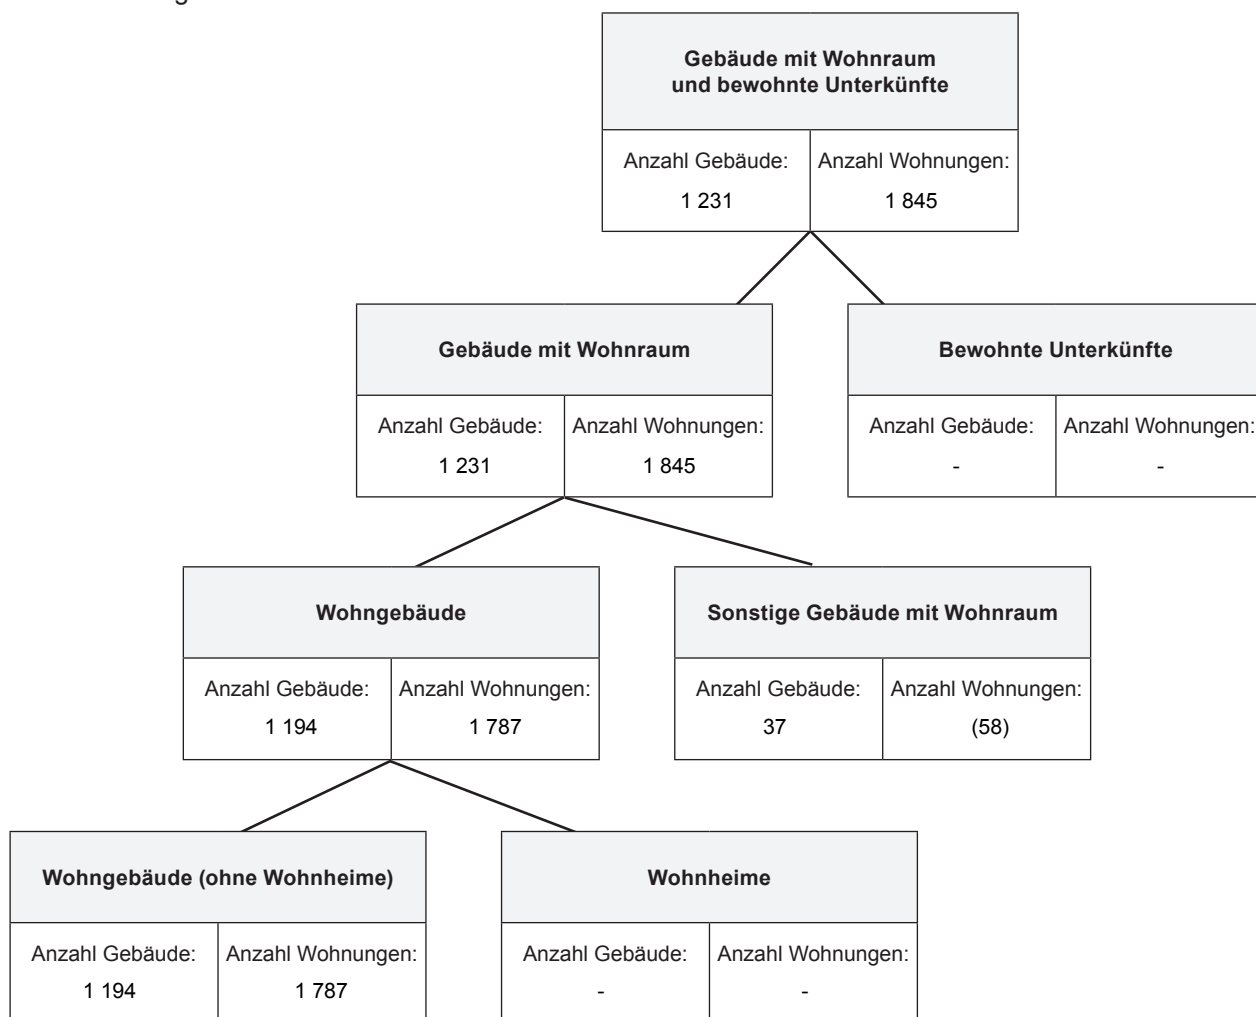 Gebäude mit Wohnraum
und bewohnte Unterkünfte
Anzahl Gebäude: Anzahl Wohnungen:
1 231 1 845
Gebäude mit Wohnraum Bewohnte Unterkünfte
Anzahl Gebäude: Anzahl Wohnungen: Anzahl Gebäude: Anzahl Wohnungen:
1 231 1 845 - -
Wohngebäude Sonstige Gebäude mit Wohnraum
Anzahl Gebäude: Anzahl Wohnungen: Anzahl Gebäude: Anzahl Wohnungen:
1 194 1 787 37 (58)
Wohngebäude (ohne Wohnheime) Wohnheime
Anzahl Gebäude: Anzahl Wohnungen: Anzahl Gebäude: Anzahl Wohnungen:
1 194 1 787 - -